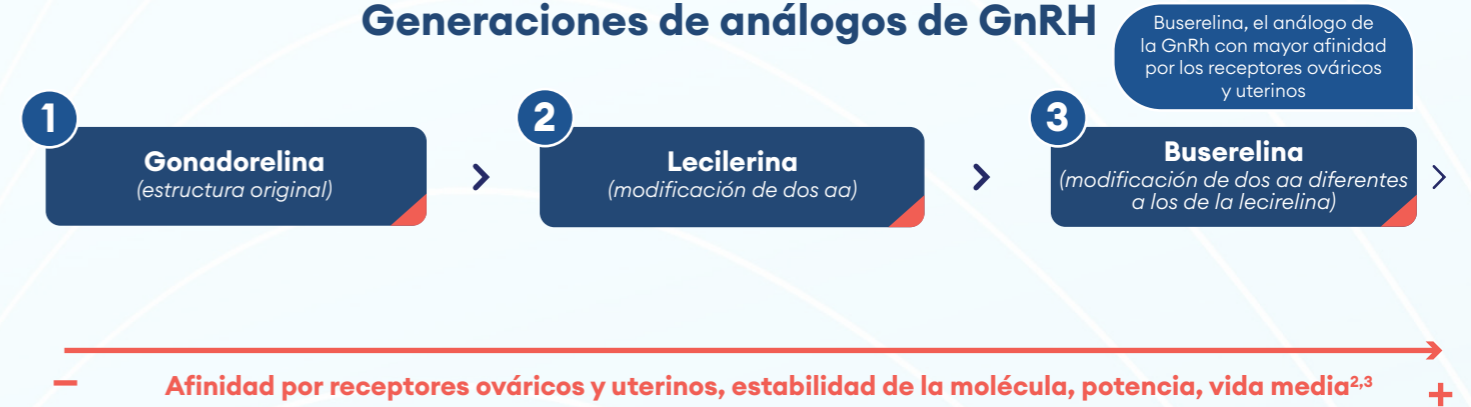 Generaciones de análogos de GnRH
Buserelina, el análogo de
la GnRh con mayor afinidad
por los receptores ováricos
y uterinos
1
Gonadorelina
(estructura original)
2
Lecilerina
(modificación de dos aa)
3
Buserelina
(modificación de dos aa diferentes
a los de la lecirelina)
− Afinidad por receptores ováricos y uterinos, estabilidad de la molécula, potencia, vida media²,³ +